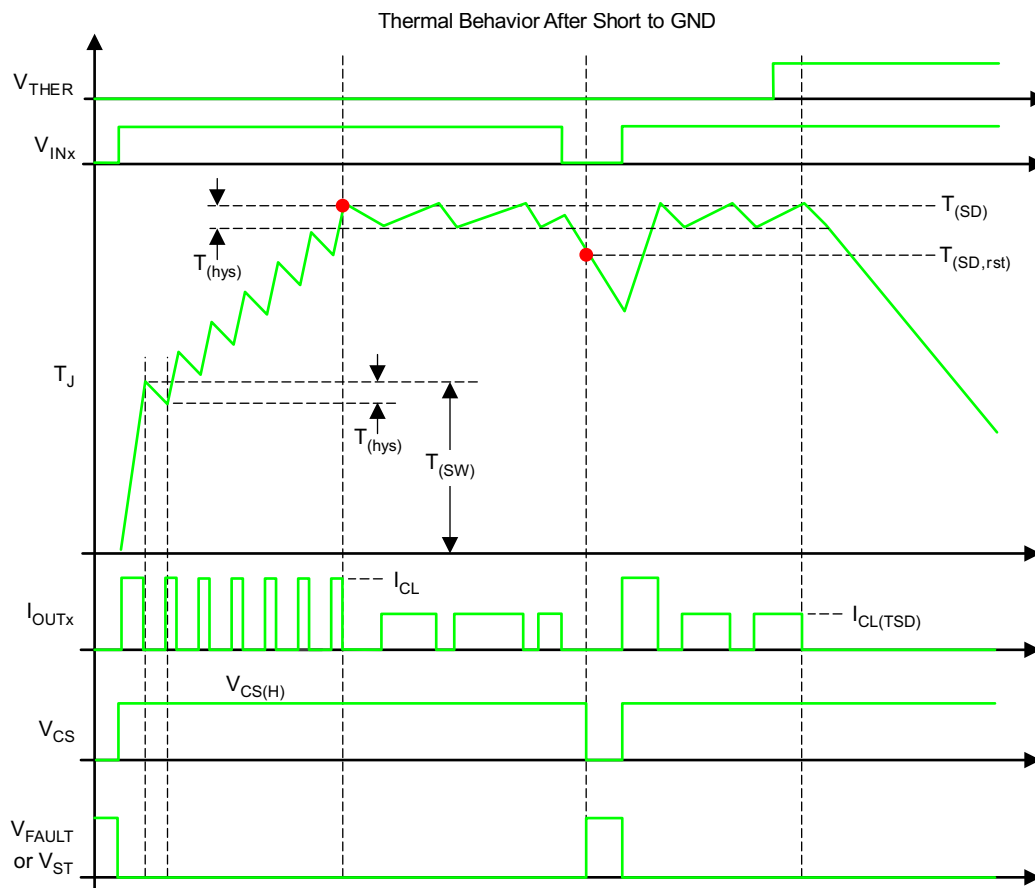 Thermal Behavior After Short to GND
V_THER
V_INx
T_(SD)
T_(hys)
T_(SD,rst)
T_J
T_(hys)
T_(SW)
I_CL
I_OUTx
I_CL(TSD)
V_CS(H)
V_CS
V_FAULT
or V_ST